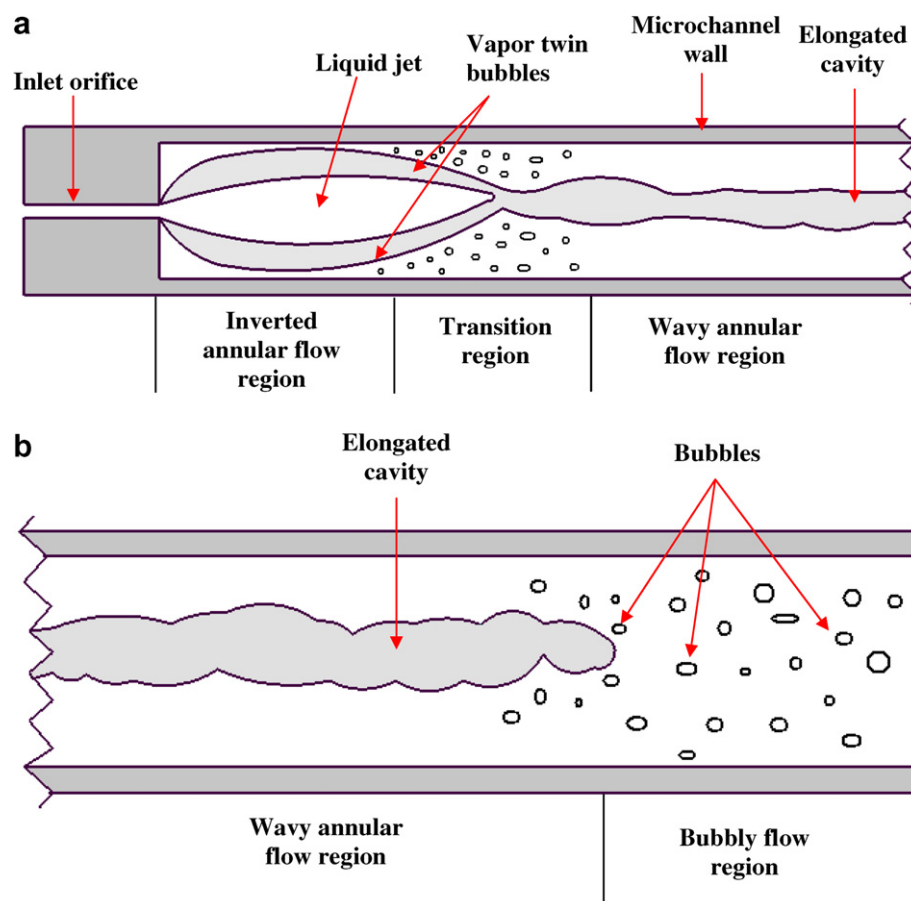 a
Inlet orifice
Liquid jet
Vapor twin
bubbles
Microchannel
wall
Elongated
cavity
Inverted
annular flow
region
Transition
region
Wavy annular
flow region
b
Elongated
cavity
Bubbles
Wavy annular
flow region
Bubbly flow
region